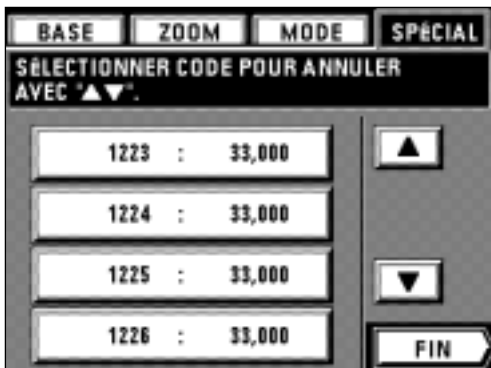 BASE ZOOM MODE SPÉCIAL
SÉLECTIONNER CODE POUR ANNULER
AVEC "▲▼".
1223 : 33,000
1224 : 33,000
1225 : 33,000
1226 : 33,000
FIN